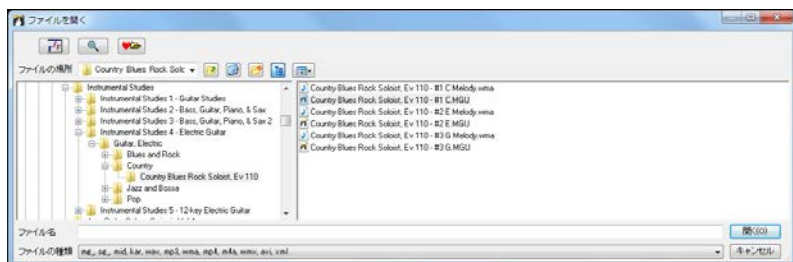 ファイルを開く
ファイルの場所 Country Blues Rock Solc
Instrumental Studies
Instrumental Studies 1 - Guitar Studies
Instrumental Studies 2 - Bass, Guitar, Piano, & Sax
Instrumental Studies 3 - Bass, Guitar, Piano, & Sax 2
Instrumental Studies 4 - Electric Guitar
Guitar, Electric
Blues and Rock
Country
Country Blues Rock Soloist, Ev 110
Jazz and Bossa
Pop
Instrumental Studies 5 - 12-key Electric Guitar
Country Blues Rock Soloist, Ev 110 - #1 C Melody.wma
Country Blues Rock Soloist, Ev 110 - #1 C.MGU
Country Blues Rock Soloist, Ev 110 - #2 E Melody.wma
Country Blues Rock Soloist, Ev 110 - #2 E.MGU
Country Blues Rock Soloist, Ev 110 - #3 G Melody.wma
Country Blues Rock Soloist, Ev 110 - #3 G.MGU
ファイル名 開く(O)
ファイルの種類 me_, se_, mid, kar, wav, mp3, wma, mp4, m4a, wmv, avi, xml キャンセル